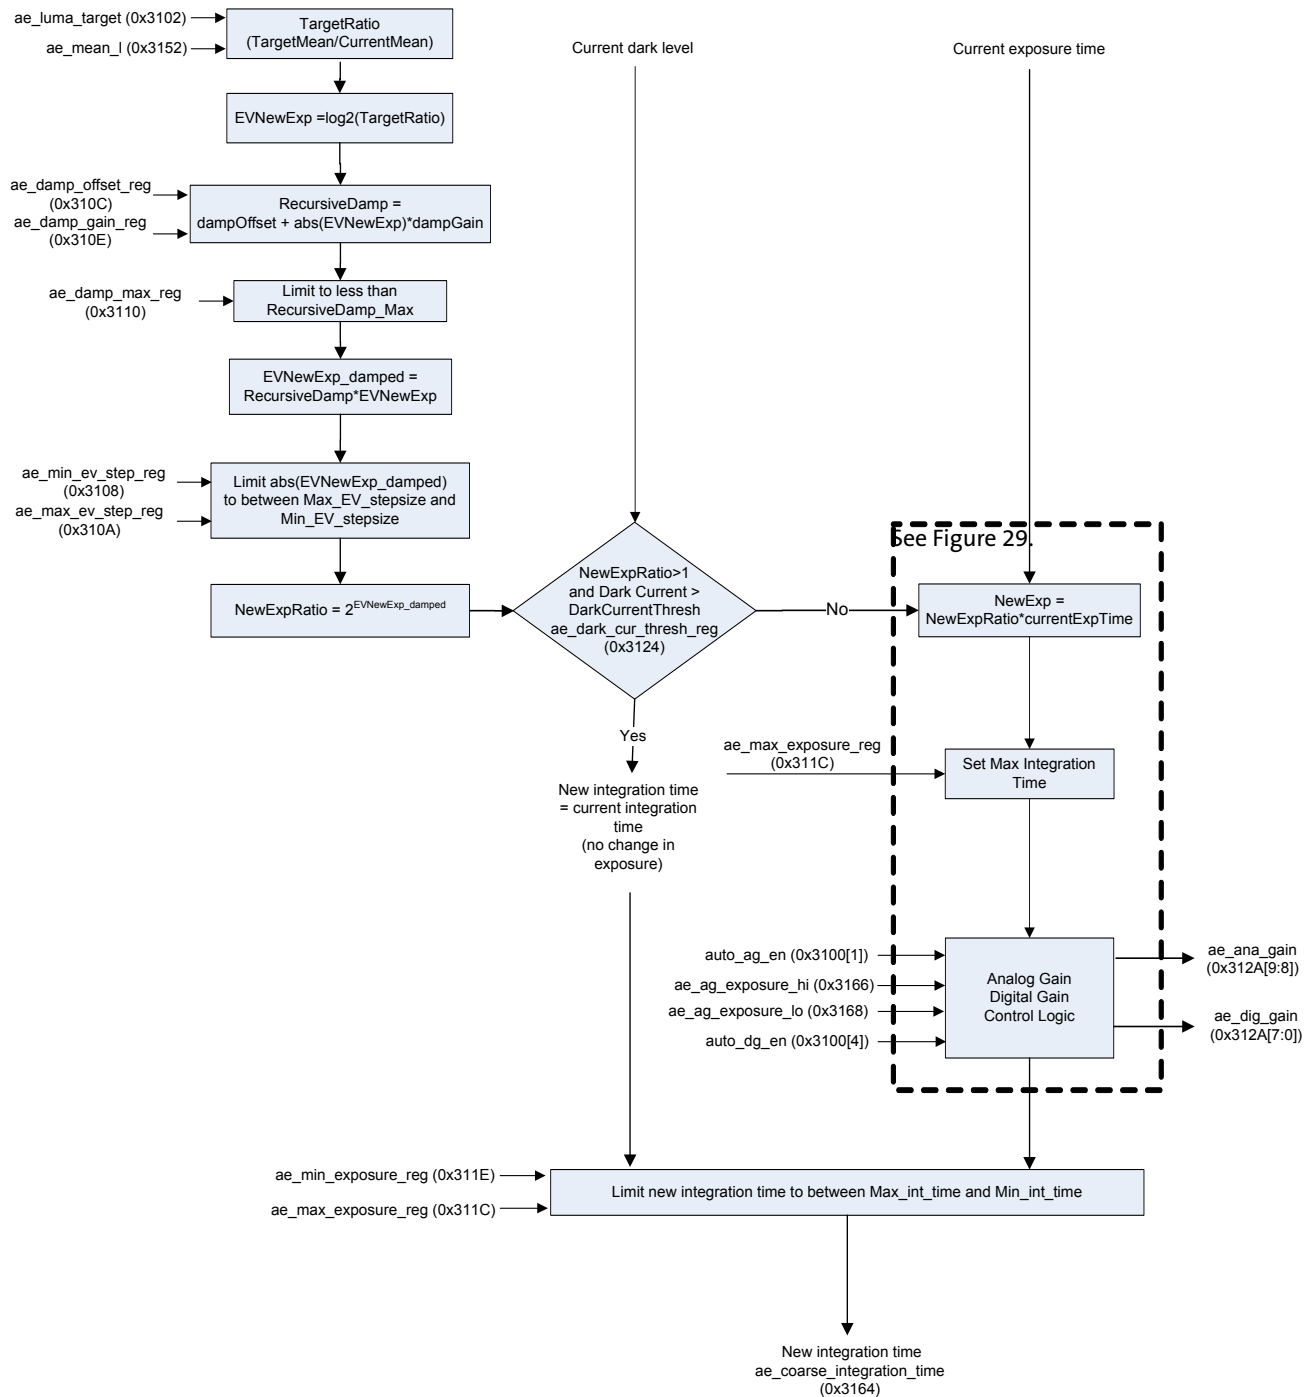 ae_luma_target (0x3102)
ae_mean_l (0x3152)
TargetRatio
(TargetMean/CurrentMean)
EVNewExp =log2(TargetRatio)
ae_damp_offset_reg
(0x310C)
ae_damp_gain_reg
(0x310E)
RecursiveDamp =
dampOffset + abs(EVNewExp)*dampGain
ae_damp_max_reg
(0x3110)
Limit to less than
RecursiveDamp_Max
EVNewExp_damped =
RecursiveDamp*EVNewExp
ae_min_ev_step_reg
(0x3108)
ae_max_ev_step_reg
(0x310A)
Limit abs(EVNewExp_damped)
to between Max_EV_stepsize and
Min_EV_stepsize
NewExpRatio = 2^EVNewExp_damped
Current dark level
NewExpRatio>1
and Dark Current >
DarkCurrentThresh
ae_dark_cur_thresh_reg
(0x3124)
No
Yes
New integration time
= current integration
time
(no change in
exposure)
Current exposure time
See Figure 29.
NewExp =
NewExpRatio*currentExpTime
ae_max_exposure_reg
(0x311C)
Set Max Integration
Time
auto_ag_en (0x3100[1])
ae_ag_exposure_hi (0x3166)
ae_ag_exposure_lo (0x3168)
auto_dg_en (0x3100[4])
Analog Gain
Digital Gain
Control Logic
ae_ana_gain
(0x312A[9:8])
ae_dig_gain
(0x312A[7:0])
ae_min_exposure_reg (0x311E)
ae_max_exposure_reg (0x311C)
Limit new integration time to between Max_int_time and Min_int_time
New integration time
ae_coarse_integration_time
(0x3164)